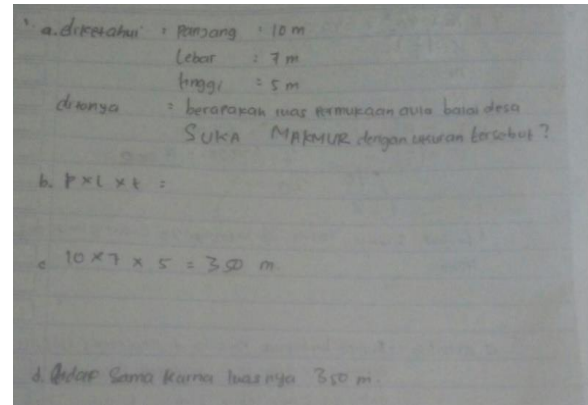 1. a. diketahui : Panjang : 10 m
Lebar : 7 m
tinggi : 5 m
ditanya : berapakah luas permukaan aula balai desa
SUKA MAKMUR dengan ukuran tersebut ?
b. P × l × t :
c 10 × 7 × 5 = 350 m
d. tidak Sama karna luasnya 350 m.